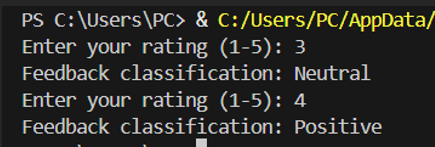 PS C:\Users\PC> & C:/Users/PC/AppData/
Enter your rating (1-5): 3
Feedback classification: Neutral
Enter your rating (1-5): 4
Feedback classification: Positive